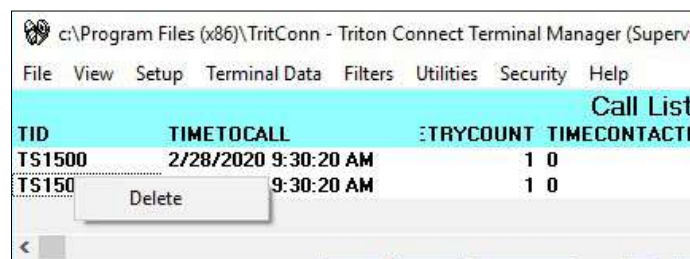 c:\Program Files (x86)\TritConn - Triton Connect Terminal Manager (Superv
File View Setup Terminal Data Filters Utilities Security Help
Call List
TID TIMETOCALL ETRYCOUNT TIMECONTACTI
TS1500 2/28/2020 9:30:20 AM 1 0
TS150 9:30:20 AM 1 0
Delete